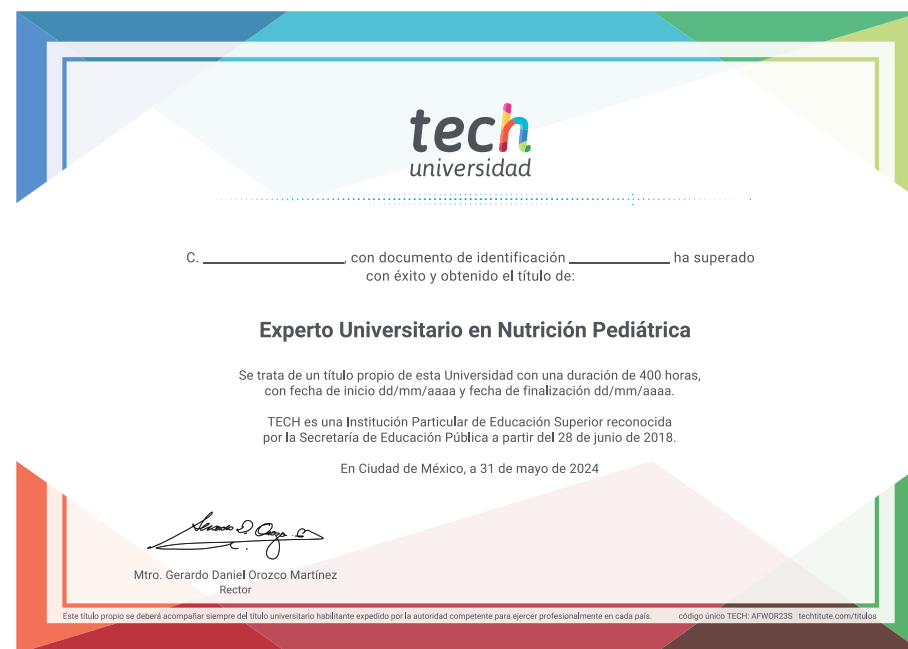 tech
universidad
C. ____________, con documento de identificación ____________ ha superado
con éxito y obtenido el título de:
Experto Universitario en Nutrición Pediátrica
Se trata de un título propio de esta Universidad con una duración de 400 horas,
con fecha de inicio dd/mm/aaaa y fecha de finalización dd/mm/aaaa.
TECH es una Institución Particular de Educación Superior reconocida
por la Secretaría de Educación Pública a partir del 28 de junio de 2018.
En Ciudad de México, a 31 de mayo de 2024
Mtro. Gerardo Daniel Orozco Martínez
Rector
Este título propio se deberá acompañar siempre del título universitario habilitante expedido por la autoridad competente para ejercer profesionalmente en cada país. código único TECH: AFWOR23S techtitute.com/titulos